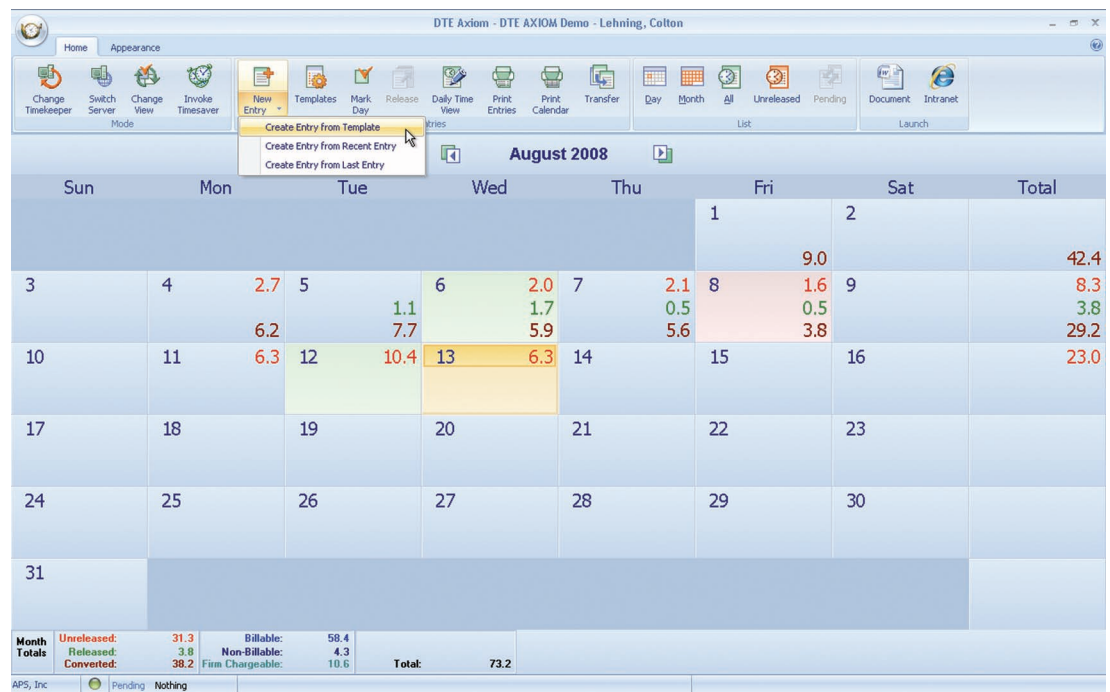 DTE Axiom - DTE AXIOM Demo - Lehning, Colton
Home Appearance
Change Timekeeper
Switch Server
Change View
Invoke Timesaver
Mode
New Entry
Templates
Mark Day
Release
Daily Time View
Print Entries
Print Calendar
Transfer
tries
Day
Month
All
Unreleased
Pending
List
Document
Intranet
Launch
Create Entry from Template
Create Entry from Recent Entry
Create Entry from Last Entry
August 2008
Sun Mon Tue Wed Thu Fri Sat Total
1 2
9.0 42.4
3 4 2.7 5 6 2.0 7 2.1 8 1.6 9 8.3
1.1 1.7 0.5 0.5 3.8
6.2 7.7 5.9 5.6 3.8 29.2
10 11 6.3 12 10.4 13 6.3 14 15 16 23.0
17 18 19 20 21 22 23
24 25 26 27 28 29 30
31
Month Totals
Unreleased: 31.3 Billable: 58.4
Released: 3.8 Non-Billable: 4.3
Converted: 38.2 Firm Chargeable: 10.6 Total: 73.2
APS, Inc Pending Nothing